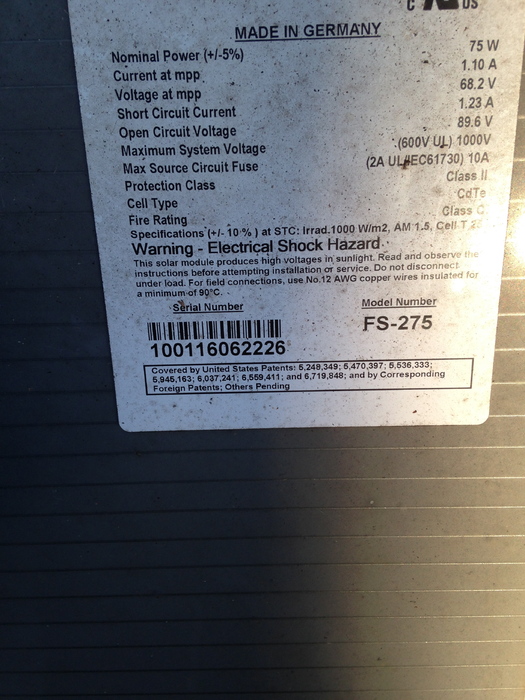 C US
MADE IN GERMANY
Nominal Power (+/-5%) 75 W
Current at mpp 1.10 A
Voltage at mpp 68.2 V
Short Circuit Current 1.23 A
Open Circuit Voltage 89.6 V
Maximum System Voltage (600V UL) 1000V
Max Source Circuit Fuse (2A UL/IEC61730) 10A
Protection Class Class II
Cell Type CdTe
Fire Rating Class C
Specifications (+/- 10 %) at STC: Irrad.1000 W/m2, AM 1.5, Cell T 25
Warning - Electrical Shock Hazard
This solar module produces high voltages in sunlight. Read and observe the
instructions before attempting installation or service. Do not disconnect
under load. For field connections, use No.12 AWG copper wires insulated for
a minimum of 90°C.
Serial Number Model Number
FS-275
100116062226
Covered by United States Patents: 5,248,349; 5,470,397; 5,536,333;
5,945,163; 6,037,241; 6,559,411; and 6,719,848; and by Corresponding
Foreign Patents; Others Pending